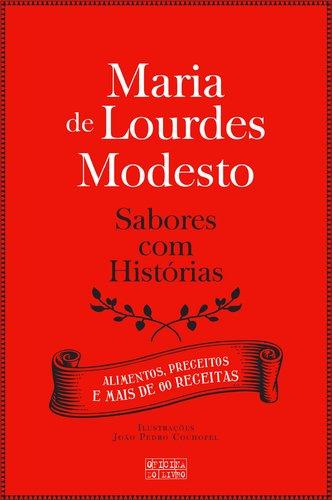 Maria
de Lourdes
Modesto
Sabores
com
Histórias
ALIMENTOS, PRECEITOS
E MAIS DE 60 RECEITAS
ILUSTRAÇÕES
JOÃO PEDRO COCHOFEL
OFICINA
DO LIVRO